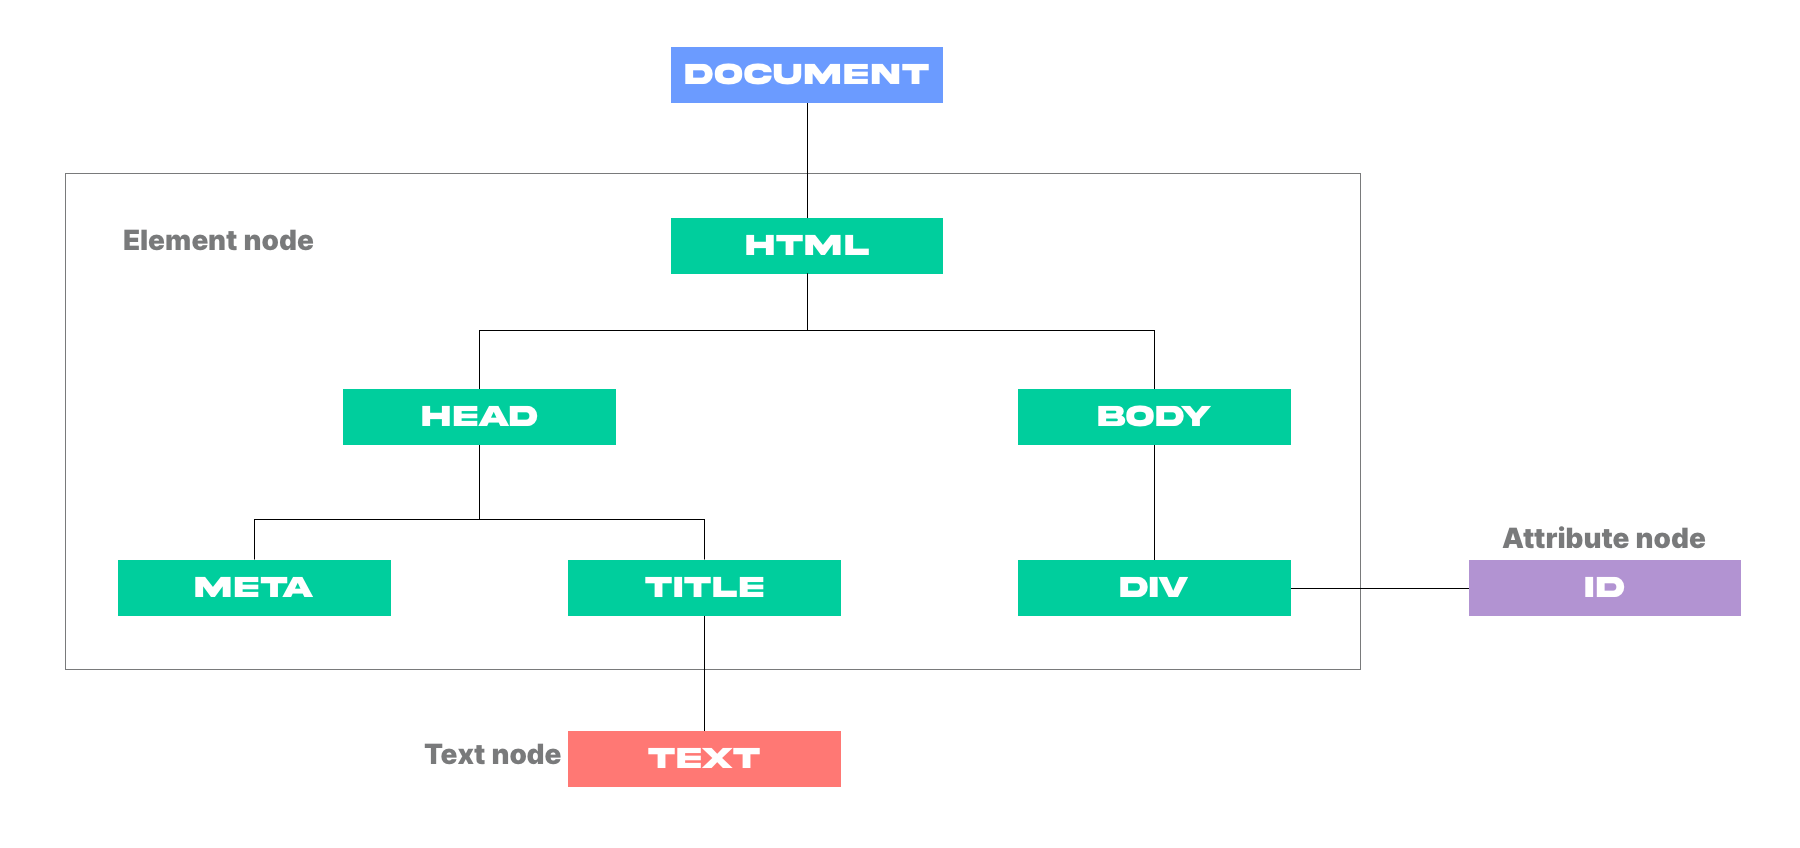 DOCUMENT
Element node
HTML
HEAD
BODY
Attribute node
META
TITLE
DIV
ID
Text node
TEXT